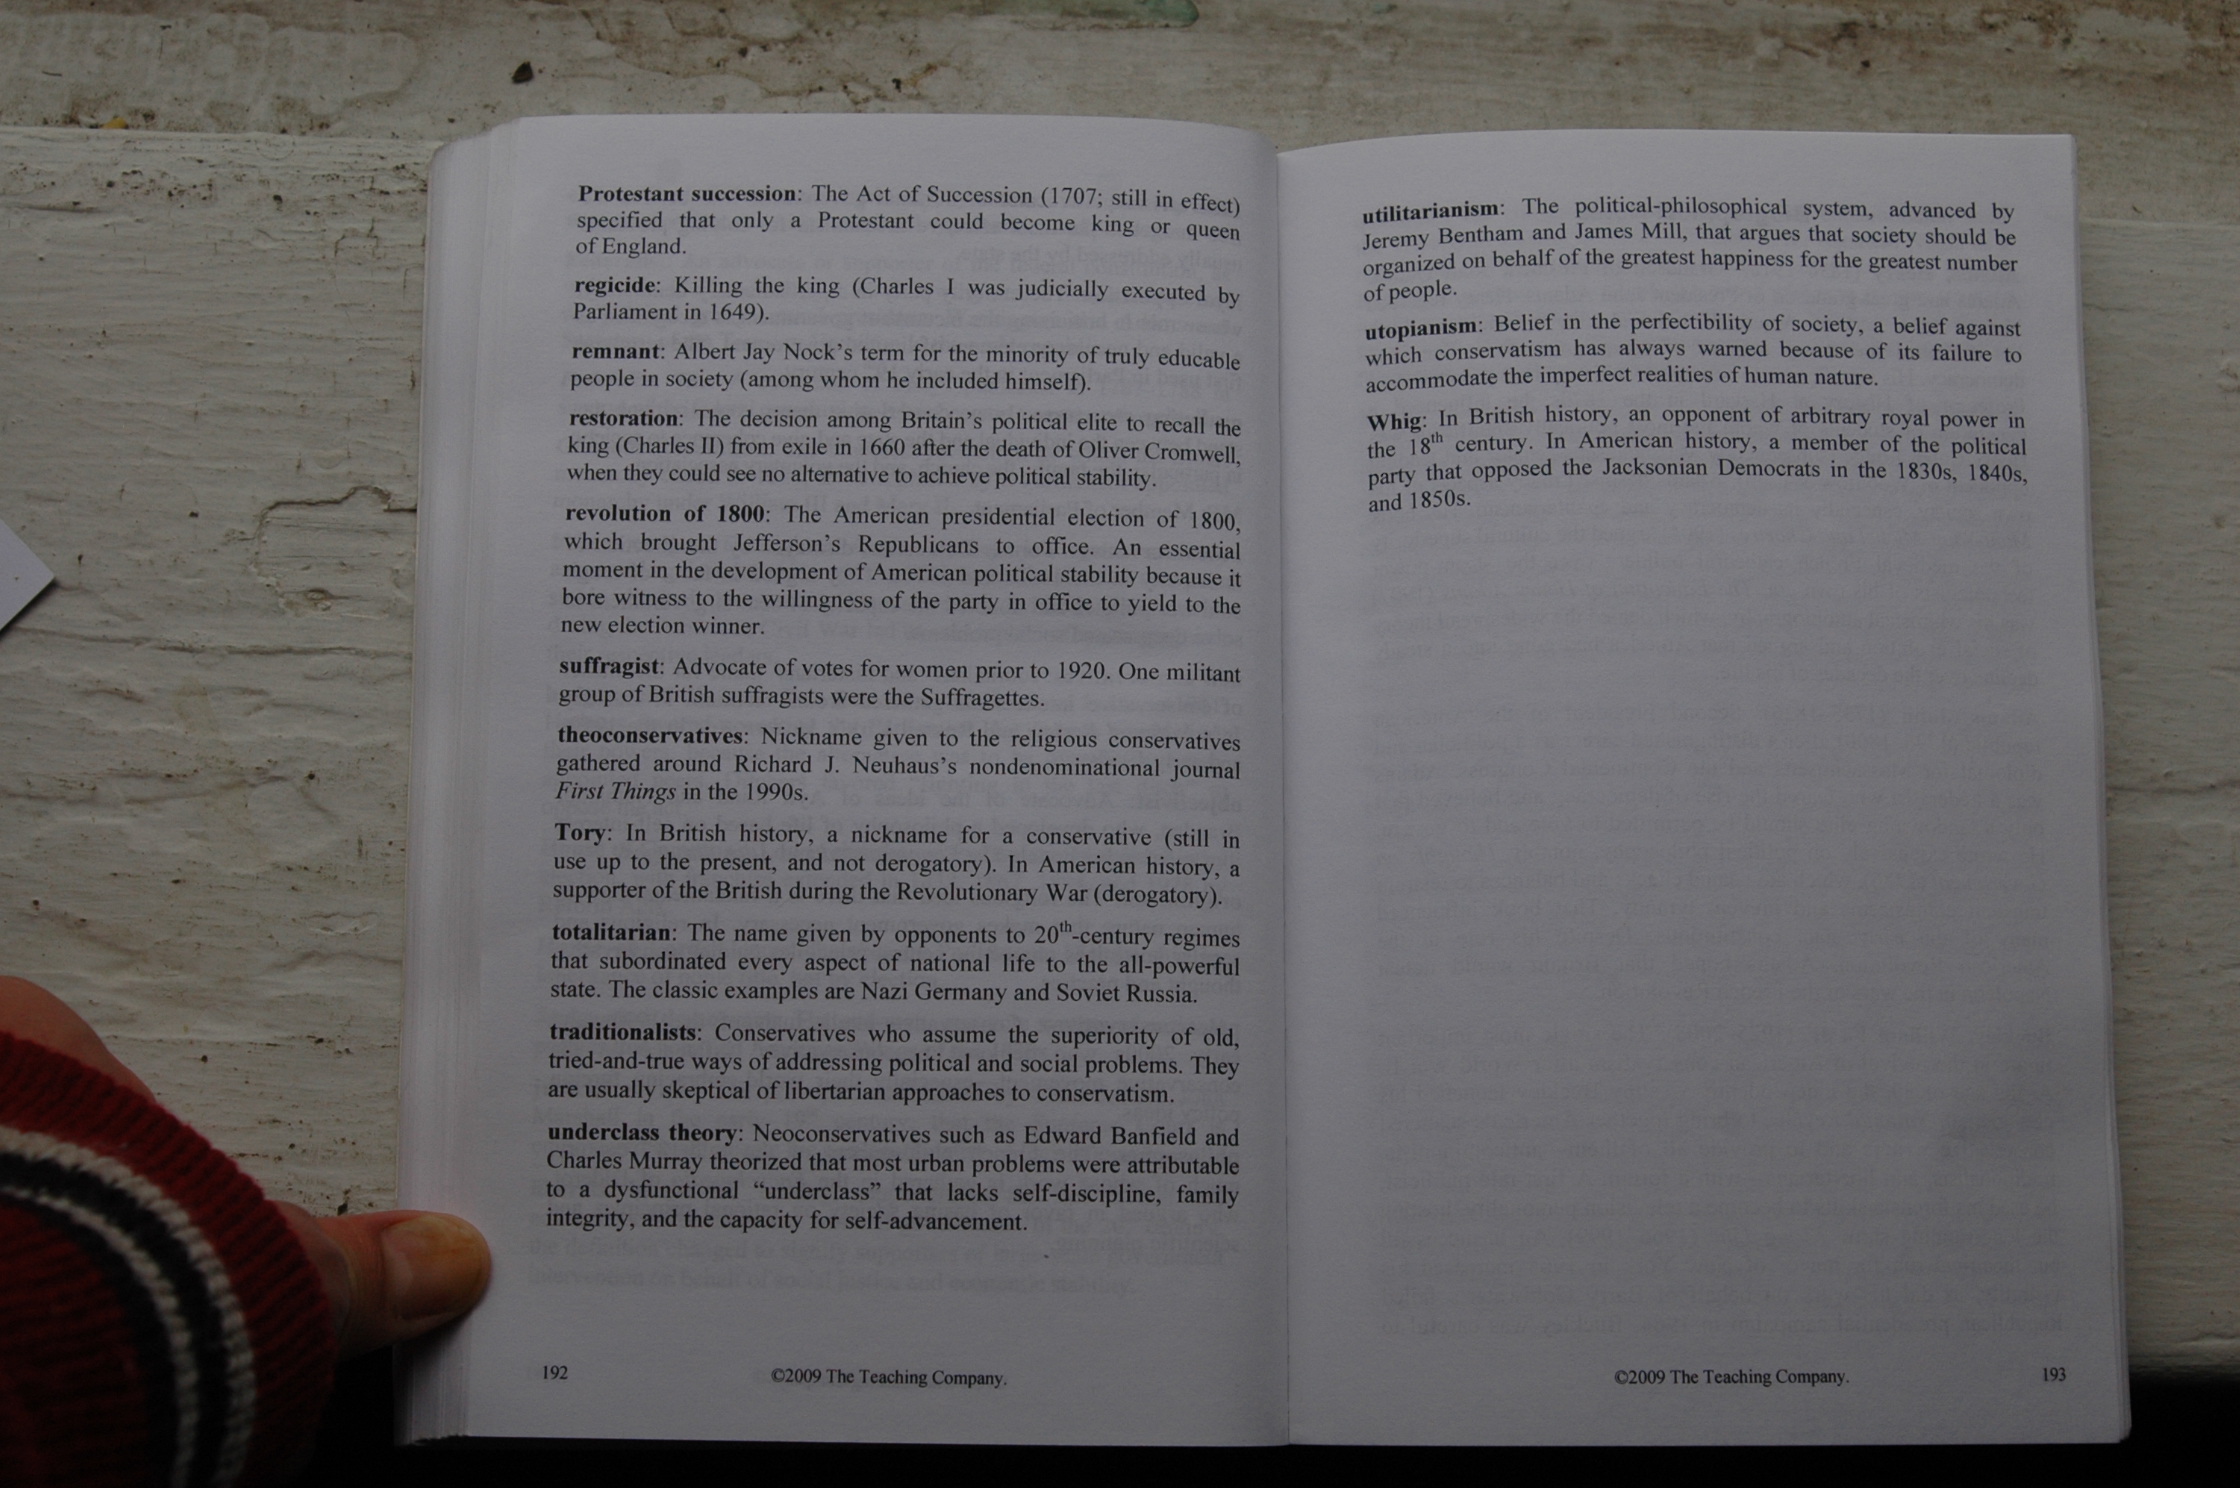 Protestant succession: The Act of Succession (1707; still in effect)
specified that only a Protestant could become king or queen
of England.
regicide: Killing the king (Charles I was judicially executed by
Parliament in 1649).
remnant: Albert Jay Nock's term for the minority of truly educable
people in society (among whom he included himself).
restoration: The decision among Britain's political elite to recall the
king (Charles II) from exile in 1660 after the death of Oliver Cromwell,
when they could see no alternative to achieve political stability.
revolution of 1800: The American presidential election of 1800,
which brought Jefferson's Republicans to office. An essential
moment in the development of American political stability because it
bore witness to the willingness of the party in office to yield to the
new election winner.
suffragist: Advocate of votes for women prior to 1920. One militant
group of British suffragists were the Suffragettes.
theoconservatives: Nickname given to the religious conservatives
gathered around Richard J. Neuhaus's nondenominational journal
First Things in the 1990s.
Tory: In British history, a nickname for a conservative (still in
use up to the present, and not derogatory). In American history, a
supporter of the British during the Revolutionary War (derogatory).
totalitarian: The name given by opponents to 20th-century regimes
that subordinated every aspect of national life to the all-powerful
state. The classic examples are Nazi Germany and Soviet Russia.
traditionalists: Conservatives who assume the superiority of old,
tried-and-true ways of addressing political and social problems. They
are usually skeptical of libertarian approaches to conservatism.
underclass theory: Neoconservatives such as Edward Banfield and
Charles Murray theorized that most urban problems were attributable
to a dysfunctional "underclass" that lacks self-discipline, family
integrity, and the capacity for self-advancement.
192
©2009 The Teaching Company.
utilitarianism: The political-philosophical system, advanced by
Jeremy Bentham and James Mill, that argues that society should be
organized on behalf of the greatest happiness for the greatest number
of people.
utopianism: Belief in the perfectibility of society, a belief against
which conservatism has always warned because of its failure to
accommodate the imperfect realities of human nature.
Whig: In British history, an opponent of arbitrary royal power in
the 18th century. In American history, a member of the political
party that opposed the Jacksonian Democrats in the 1830s, 1840s,
and 1850s.
©2009 The Teaching Company.
193